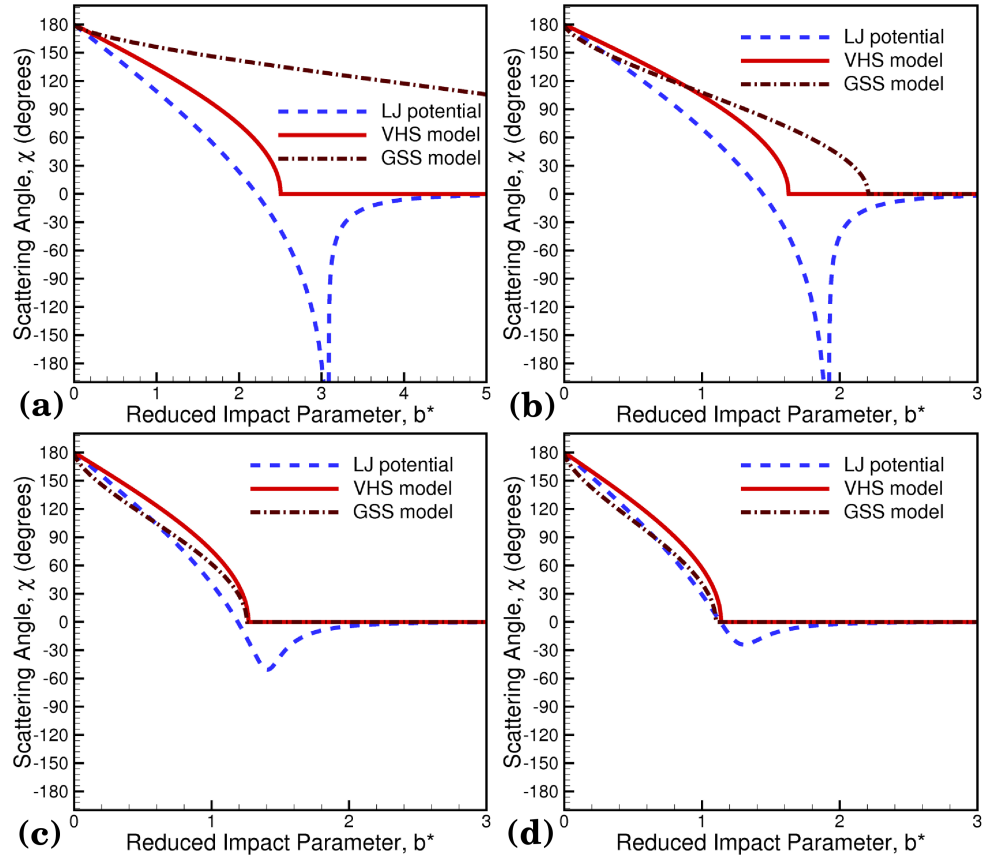 180
150
120
90
60
30
0
-30
-60
-90
-120
-150
-180
Scattering Angle, χ (degrees)
LJ potential
VHS model
GSS model
0 1 2 3 4 5
(a) Reduced Impact Parameter, b*
180
150
120
90
60
30
0
-30
-60
-90
-120
-150
-180
Scattering Angle, χ (degrees)
LJ potential
VHS model
GSS model
0 1 2 3
(b) Reduced Impact Parameter, b*
180
150
120
90
60
30
0
-30
-60
-90
-120
-150
-180
Scattering Angle, χ (degrees)
LJ potential
VHS model
GSS model
0 1 2 3
(c) Reduced Impact Parameter, b*
180
150
120
90
60
30
0
-30
-60
-90
-120
-150
-180
Scattering Angle, χ (degrees)
LJ potential
VHS model
GSS model
0 1 2 3
(d) Reduced Impact Parameter, b*